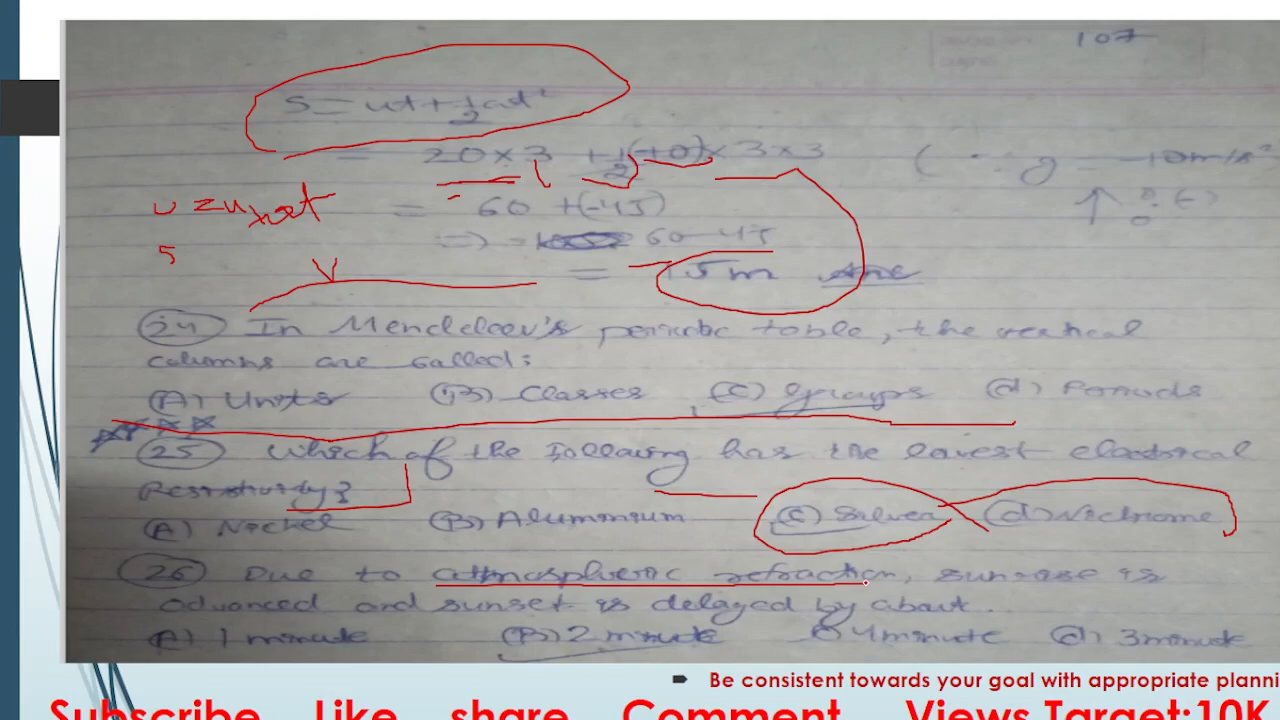 107
S = ut + 1/2 at²
= 20 × 3 + 1/2 (-10) × 3 × 3 ( ∵ g = - 10m/s²
v = u + at = 60 + (-45) ↑ : (-)
S => 60 - 45
= 15m Ans
(24) In Mendeleev's periodic table, the vertical
columns are called:
(A) Units (B) Classes (C) groups (d) Periods
(25) Which of the following has the lowest electrical
Resistivity?
(A) Nickel (B) Aluminium (C) Silver (d) Nichrome
(26) Due to atmospheric refraction, sunrise is
advanced and sunset is delayed by about..
(A) 1 minute (B) 2 minute 4 minute (d) 3 minute
Be consistent towards your goal with appropriate planni
Subscribe Like share Comment Views Target:10K